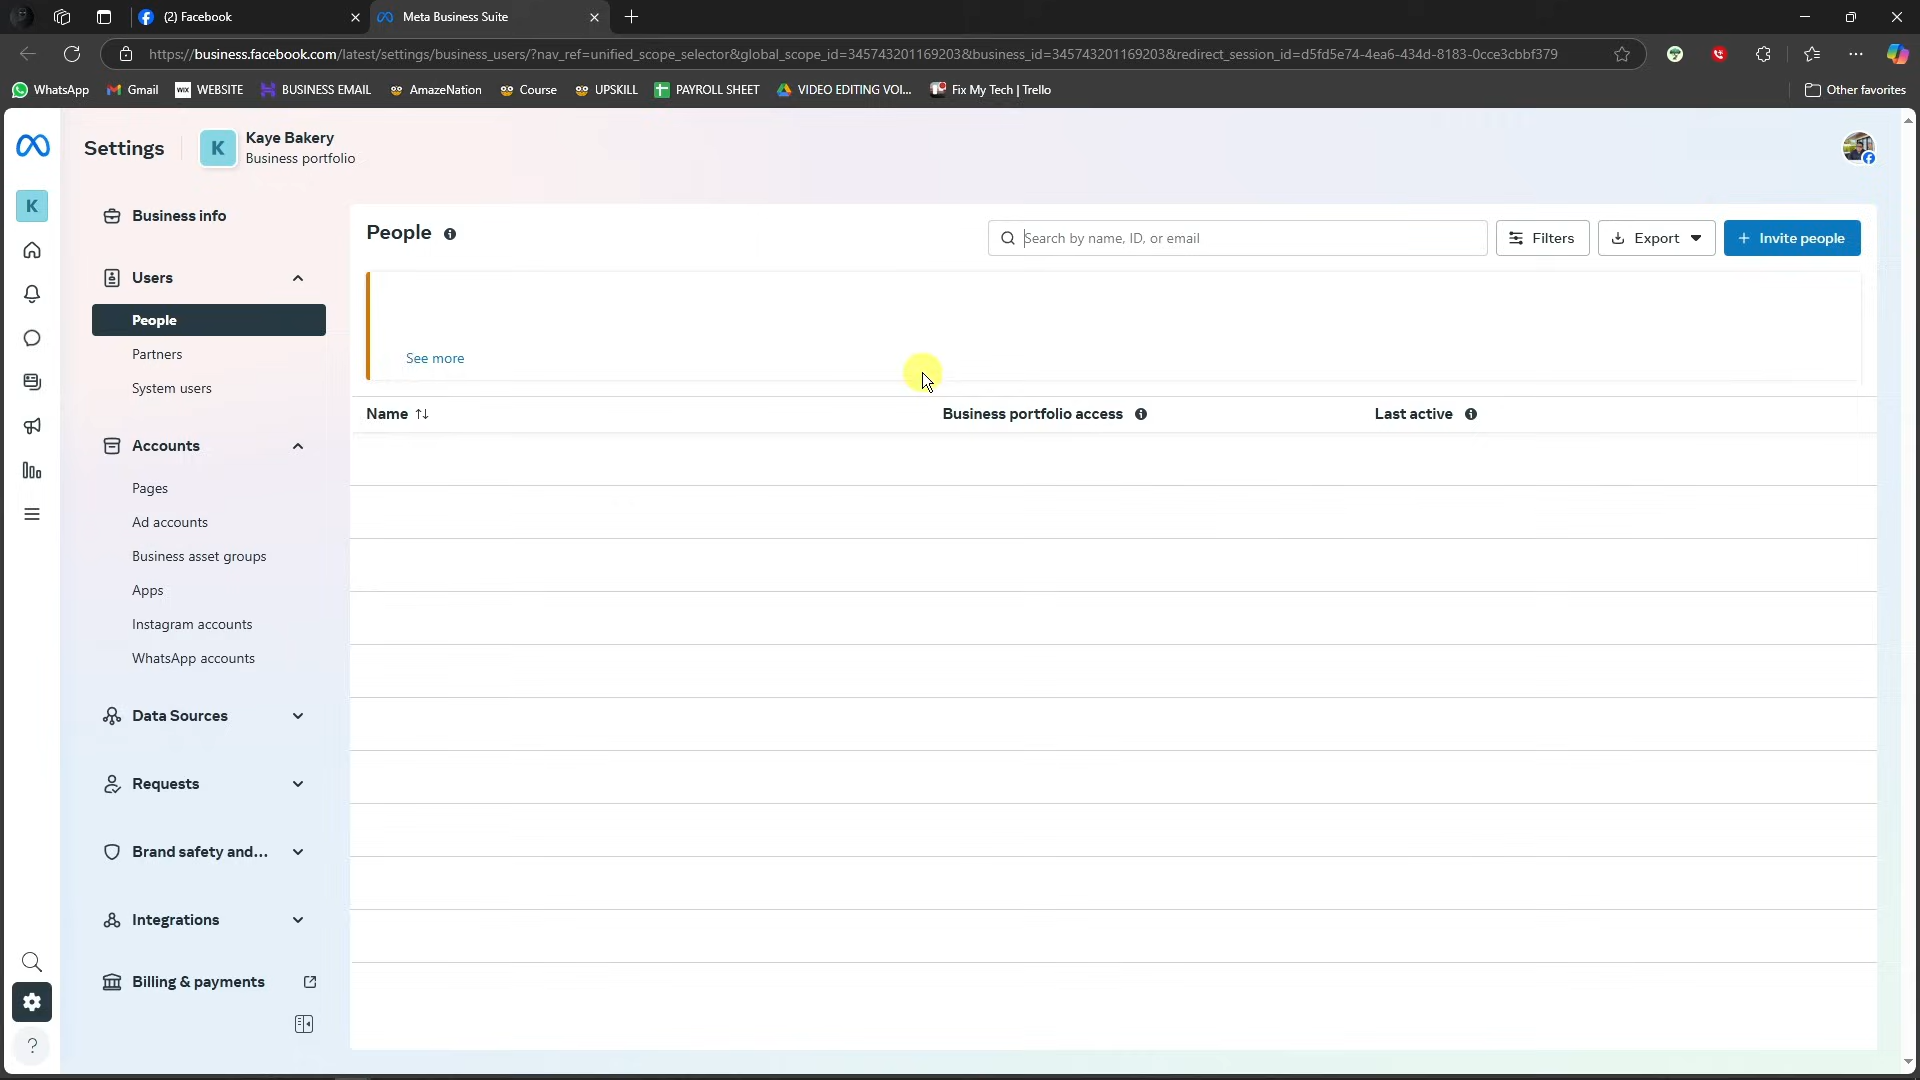 (2) Facebook
Meta Business Suite
https://business.facebook.com/latest/settings/business_users/?nav_ref=unified_scope_selector&global_scope_id=345743201169203&business_id=345743201169203&redirect_session_id=d5fd5e74-4ea6-434d-8183-0cce3cbbf379
WhatsApp
Gmail
WEBSITE
BUSINESS EMAIL
AmazeNation
Course
UPSKILL
PAYROLL SHEET
VIDEO EDITING VOI...
Fix My Tech | Trello
Other favorites
Settings
K
Kaye Bakery
Business portfolio
K
Business info
Users
People
Partners
System users
Accounts
Pages
Ad accounts
Business asset groups
Apps
Instagram accounts
WhatsApp accounts
Data Sources
Requests
Brand safety and...
Integrations
Billing & payments
People
Search by name, ID, or email
Filters
Export
+ Invite people
See more
Name
Business portfolio access
Last active